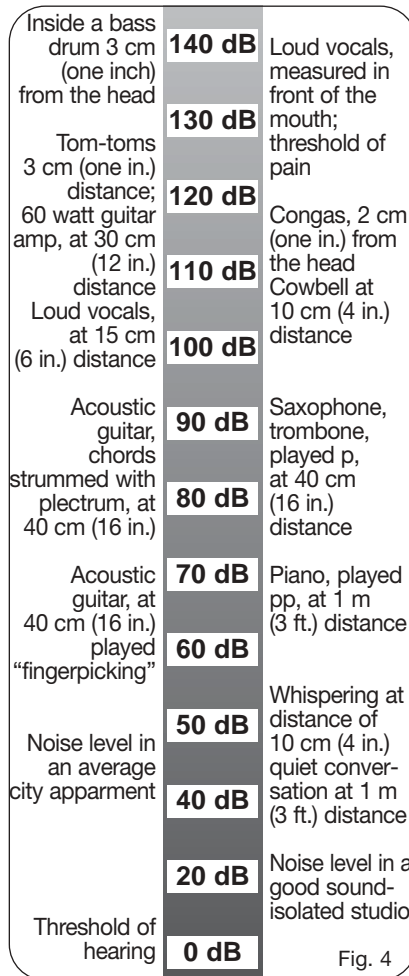 Inside a bass
drum 3 cm
(one inch)
from the head
Tom-toms
3 cm (one in.)
distance;
60 watt guitar
amp, at 30 cm
(12 in.)
distance
Loud vocals,
at 15 cm
(6 in.) distance
Acoustic
guitar,
chords
strummed with
plectrum, at
40 cm (16 in.)
Acoustic
guitar, at
40 cm (16 in.)
played
“fingerpicking”
Noise level in
an average
city apparment
Threshold of
hearing
140 dB
130 dB
120 dB
110 dB
100 dB
90 dB
80 dB
70 dB
60 dB
50 dB
40 dB
20 dB
0 dB
Loud vocals,
measured in
front of the
mouth;
threshold of
pain
Congas, 2 cm
(one in.) from
the head
Cowbell at
10 cm (4 in.)
distance
Saxophone,
trombone,
played p,
at 40 cm
(16 in.)
distance
Piano, played
pp, at 1 m
(3 ft.) distance
Whispering at
distance of
10 cm (4 in.)
quiet conver-
sation at 1 m
(3 ft.) distance
Noise level in a
good sound-
isolated studio
Fig. 4